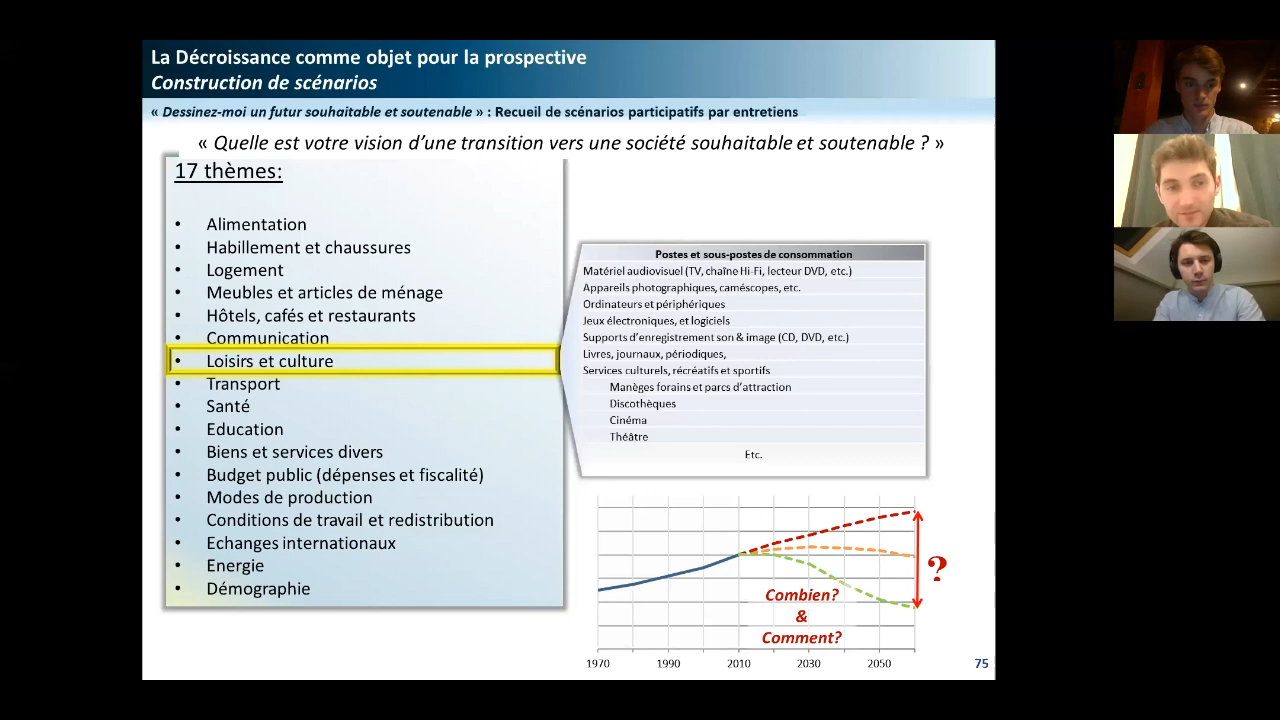 La Décroissance comme objet pour la prospective
Construction de scénarios
« Dessinez-moi un futur souhaitable et soutenable » : Recueil de scénarios participatifs par entretiens
« Quelle est votre vision d’une transition vers une société souhaitable et soutenable ? »
17 thèmes:
• Alimentation
• Habillement et chaussures
• Logement
• Meubles et articles de ménage
• Hôtels, cafés et restaurants
• Communication
• Loisirs et culture
• Transport
• Santé
• Education
• Biens et services divers
• Budget public (dépenses et fiscalité)
• Modes de production
• Conditions de travail et redistribution
• Echanges internationaux
• Energie
• Démographie
Postes et sous-postes de consommation
Matériel audiovisuel (TV, chaîne Hi-Fi, lecteur DVD, etc.)
Appareils photographiques, caméscopes, etc.
Ordinateurs et périphériques
Jeux électroniques, et logiciels
Supports d’enregistrement son & image (CD, DVD, etc.)
Livres, journaux, périodiques,
Services culturels, récréatifs et sportifs
Manèges forains et parcs d’attraction
Discothèques
Cinéma
Théâtre
Etc.
?
Combien?
&
Comment?
1970 1990 2010 2030 2050
75